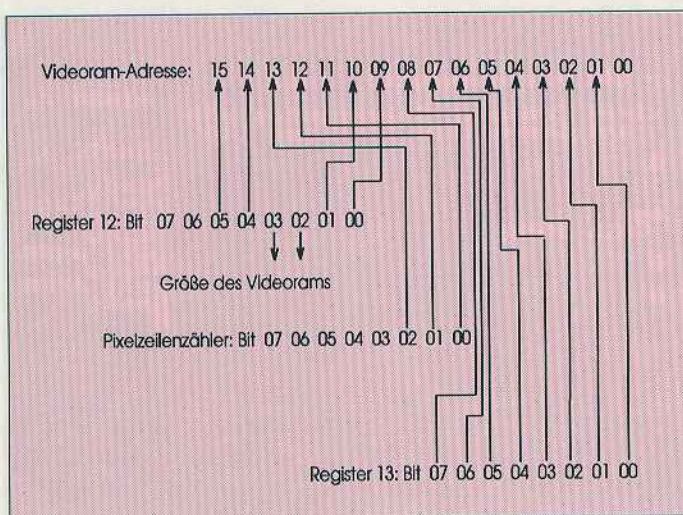 Videoram-Adresse: 15 14 13 12 11 10 09 08 07 06 05 04 03 02 01 00
Register 12: Bit 07 06 05 04 03 02 01 00
Größe des Videorams
Pixelzeilenzähler: Bit 07 06 05 04 03 02 01 00
Register 13: Bit 07 06 05 04 03 02 01 00